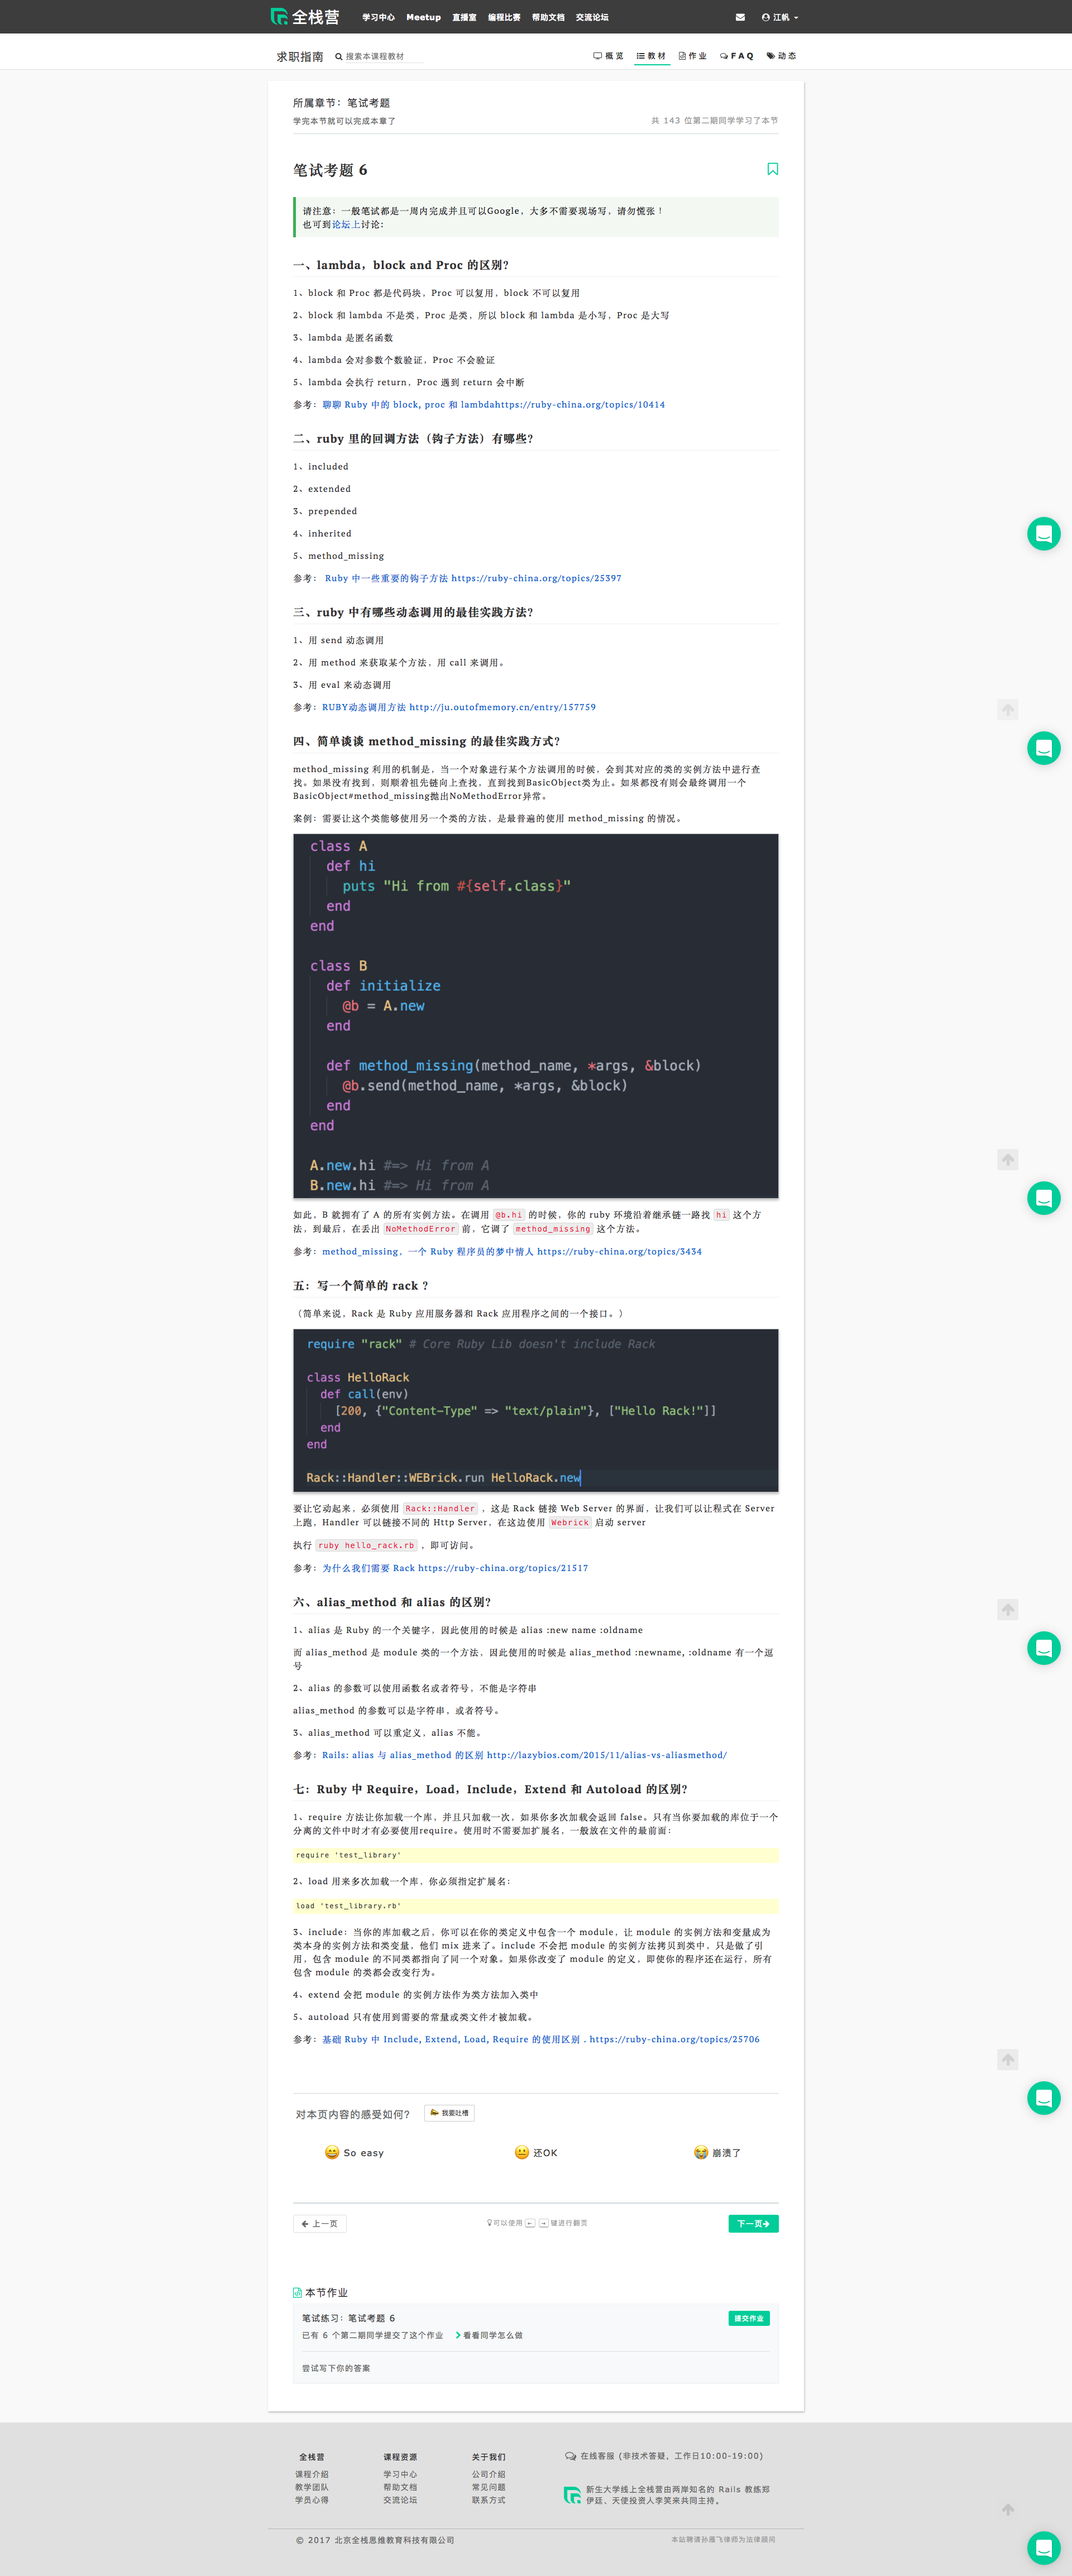 全栈营 学习中心 Meetup 直播室 编程比赛 帮助文档 交流论坛 江帆
求职指南 搜索本课程教材 概览 教材 作业 FAQ 动态
所属章节：笔试考题
学完本节就可以完成本章了 共 143 位第二期同学学习了本节
笔试考题 6
请注意：一般笔试都是一周内完成并且可以Google，大多不需要现场写，请勿慌张！
也可到论坛上讨论：
一、lambda，block and Proc 的区别？
1、block 和 Proc 都是代码块，Proc 可以复用，block 不可以复用
2、block 和 lambda 不是类，Proc 是类，所以 block 和 lambda 是小写，Proc 是大写
3、lambda 是匿名函数
4、lambda 会对参数个数验证，Proc 不会验证
5、lambda 会执行 return，Proc 遇到 return 会中断
参考：聊聊 Ruby 中的 block, proc 和 lambdahttps://ruby-china.org/topics/10414
二、ruby 里的回调方法（钩子方法）有哪些？
1、included
2、extended
3、prepended
4、inherited
5、method_missing
参考： Ruby 中一些重要的钩子方法 https://ruby-china.org/topics/25397
三、ruby 中有哪些动态调用的最佳实践方法？
1、用 send 动态调用
2、用 method 来获取某个方法，用 call 来调用。
3、用 eval 来动态调用
参考：RUBY动态调用方法 http://ju.outofmemory.cn/entry/157759
四、简单谈谈 method_missing 的最佳实践方式？
method_missing 利用的机制是，当一个对象进行某个方法调用的时候，会到其对应的类的实例方法中进行查
找。如果没有找到，则顺着祖先链向上查找，直到找到BasicObject类为止。如果都没有则会最终调用一个
BasicObject#method_missing抛出NoMethodError异常。
案例：需要让这个类能够使用另一个类的方法，是最普遍的使用 method_missing 的情况。
class A
def hi
puts "Hi from #{self.class}"
end
end
class B
def initialize
@b = A.new
end
def method_missing(method_name, *args, &block)
@b.send(method_name, *args, &block)
end
end
A.new.hi #=> Hi from A
B.new.hi #=> Hi from A
如此，B 就拥有了 A 的所有实例方法。在调用 @b.hi 的时候，你的 ruby 环境沿着继承链一路找 hi 这个方
法，到最后，在丢出 NoMethodError 前，它调了 method_missing 这个方法。
参考：method_missing，一个 Ruby 程序员的梦中情人 https://ruby-china.org/topics/3434
五：写一个简单的 rack ？
（简单来说，Rack 是 Ruby 应用服务器和 Rack 应用程序之间的一个接口。）
require "rack" # Core Ruby Lib doesn't include Rack
class HelloRack
def call(env)
[200, {"Content-Type" => "text/plain"}, ["Hello Rack!"]]
end
end
Rack::Handler::WEBrick.run HelloRack.new
要让它动起来，必须使用 Rack::Handler ，这是 Rack 链接 Web Server 的界面，让我们可以让程式在 Server
上跑，Handler 可以链接不同的 Http Server，在这边使用 Webrick 启动 server
执行 ruby hello_rack.rb ，即可访问。
参考：为什么我们需要 Rack https://ruby-china.org/topics/21517
六、alias_method 和 alias 的区别？
1、alias 是 Ruby 的一个关键字，因此使用的时候是 alias :new name :oldname
而 alias_method 是 module 类的一个方法，因此使用的时候是 alias_method :newname, :oldname 有一个逗
号
2、alias 的参数可以使用函数名或者符号，不能是字符串
alias_method 的参数可以是字符串，或者符号。
3、alias_method 可以重定义，alias 不能。
参考：Rails: alias 与 alias_method 的区别 http://lazybios.com/2015/11/alias-vs-aliasmethod/
七：Ruby 中 Require，Load，Include，Extend 和 Autoload 的区别？
1、require 方法让你加载一个库，并且只加载一次，如果你多次加载会返回 false。只有当你要加载的库位于一个
分离的文件中时才有必要使用require。使用时不需要加扩展名，一般放在文件的最前面：
require 'test_library'
2、load 用来多次加载一个库，你必须指定扩展名：
load 'test_library.rb'
3、include：当你的库加载之后，你可以在你的类定义中包含一个 module，让 module 的实例方法和变量成为
类本身的实例方法和类变量，他们 mix 进来了。include 不会把 module 的实例方法拷贝到类中，只是做了引
用，包含 module 的不同类都指向了同一个对象。如果你改变了 module 的定义，即使你的程序还在运行，所有
包含 module 的类都会改变行为。
4、extend 会把 module 的实例方法作为类方法加入类中
5、autoload 只有使用到需要的常量或类文件才被加载。
参考：基础 Ruby 中 Include, Extend, Load, Require 的使用区别 . https://ruby-china.org/topics/25706
对本页内容的感受如何？ 我要吐槽
So easy 还OK 崩溃了
上一页 可以使用 ← → 键进行翻页 下一页
本节作业
笔试练习：笔试考题 6 提交作业
已有 6 个第二期同学提交了这个作业 看看同学怎么做
尝试写下你的答案
全栈营 课程资源 关于我们 在线客服 (非技术答疑，工作日10:00-19:00)
课程介绍 学习中心 公司介绍
教学团队 帮助文档 常见问题 新生大学线上全栈营由两岸知名的 Rails 教练郑
学员心得 交流论坛 联系方式 伊廷、天使投资人李笑来共同主持。
© 2017 北京全栈思维教育科技有限公司 本站聘请孙雁飞律师为法律顾问